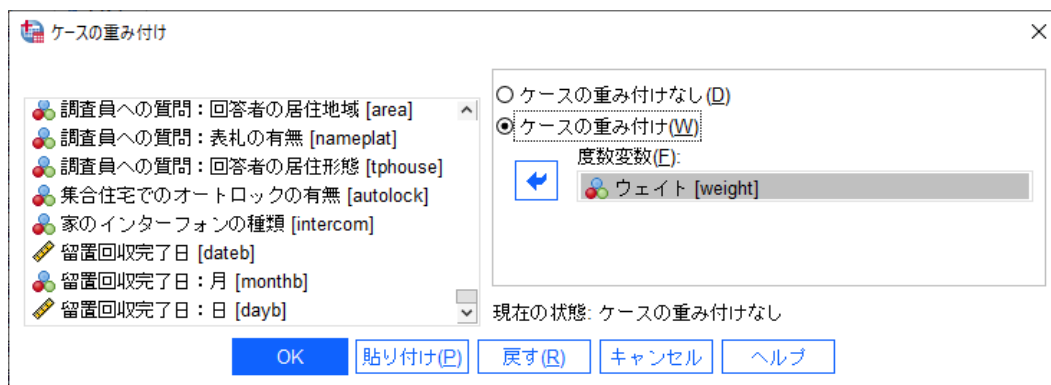 ケースの重み付け
調査員への質問：回答者の居住地域 [area]
調査員への質問：表札の有無 [nameplat]
調査員への質問：回答者の居住形態 [tphouse]
集合住宅でのオートロックの有無 [autolock]
家のインターフォンの種類 [intercom]
留置回収完了日 [dateb]
留置回収完了日：月 [monthb]
留置回収完了日：日 [dayb]
ケースの重み付けなし(D)
ケースの重み付け(W)
度数変数(F):
ウェイト [weight]
現在の状態: ケースの重み付けなし
OK 貼り付け(P) 戻す(R) キャンセル ヘルプ